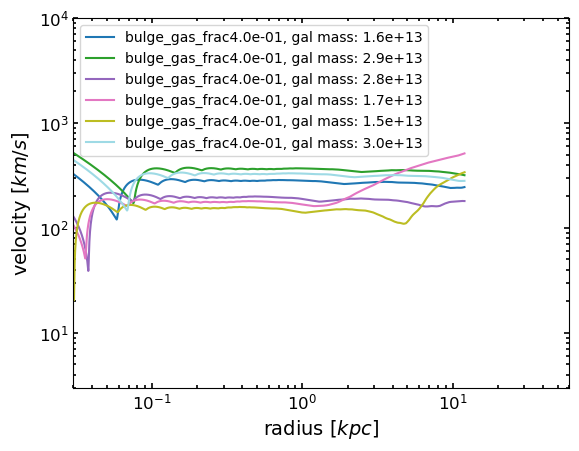 bulge_gas_frac4.0e-01, gal mass: 1.6e+13
bulge_gas_frac4.0e-01, gal mass: 2.9e+13
bulge_gas_frac4.0e-01, gal mass: 2.8e+13
bulge_gas_frac4.0e-01, gal mass: 1.7e+13
bulge_gas_frac4.0e-01, gal mass: 1.5e+13
bulge_gas_frac4.0e-01, gal mass: 3.0e+13
velocity [km/s]
10⁴
10³
10²
10¹
10⁻¹ 10⁰ 10¹
radius [kpc]